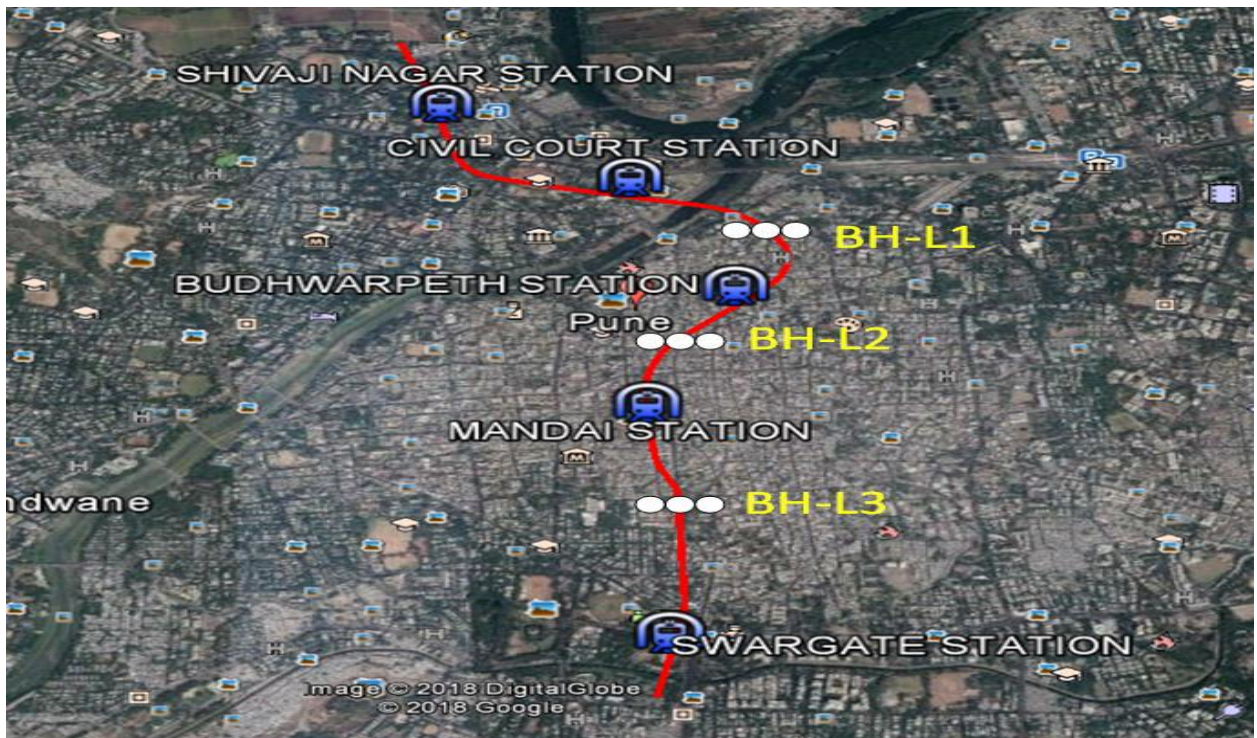 SHIVAJI NAGAR STATION
CIVIL COURT STATION
BH-L1
BUDHWARPETH STATION
Pune
BH-L2
MANDAI STATION
ndwane
BH-L3
SWARGATE STATION
Image © 2018 DigitalGlobe
© 2018 Google